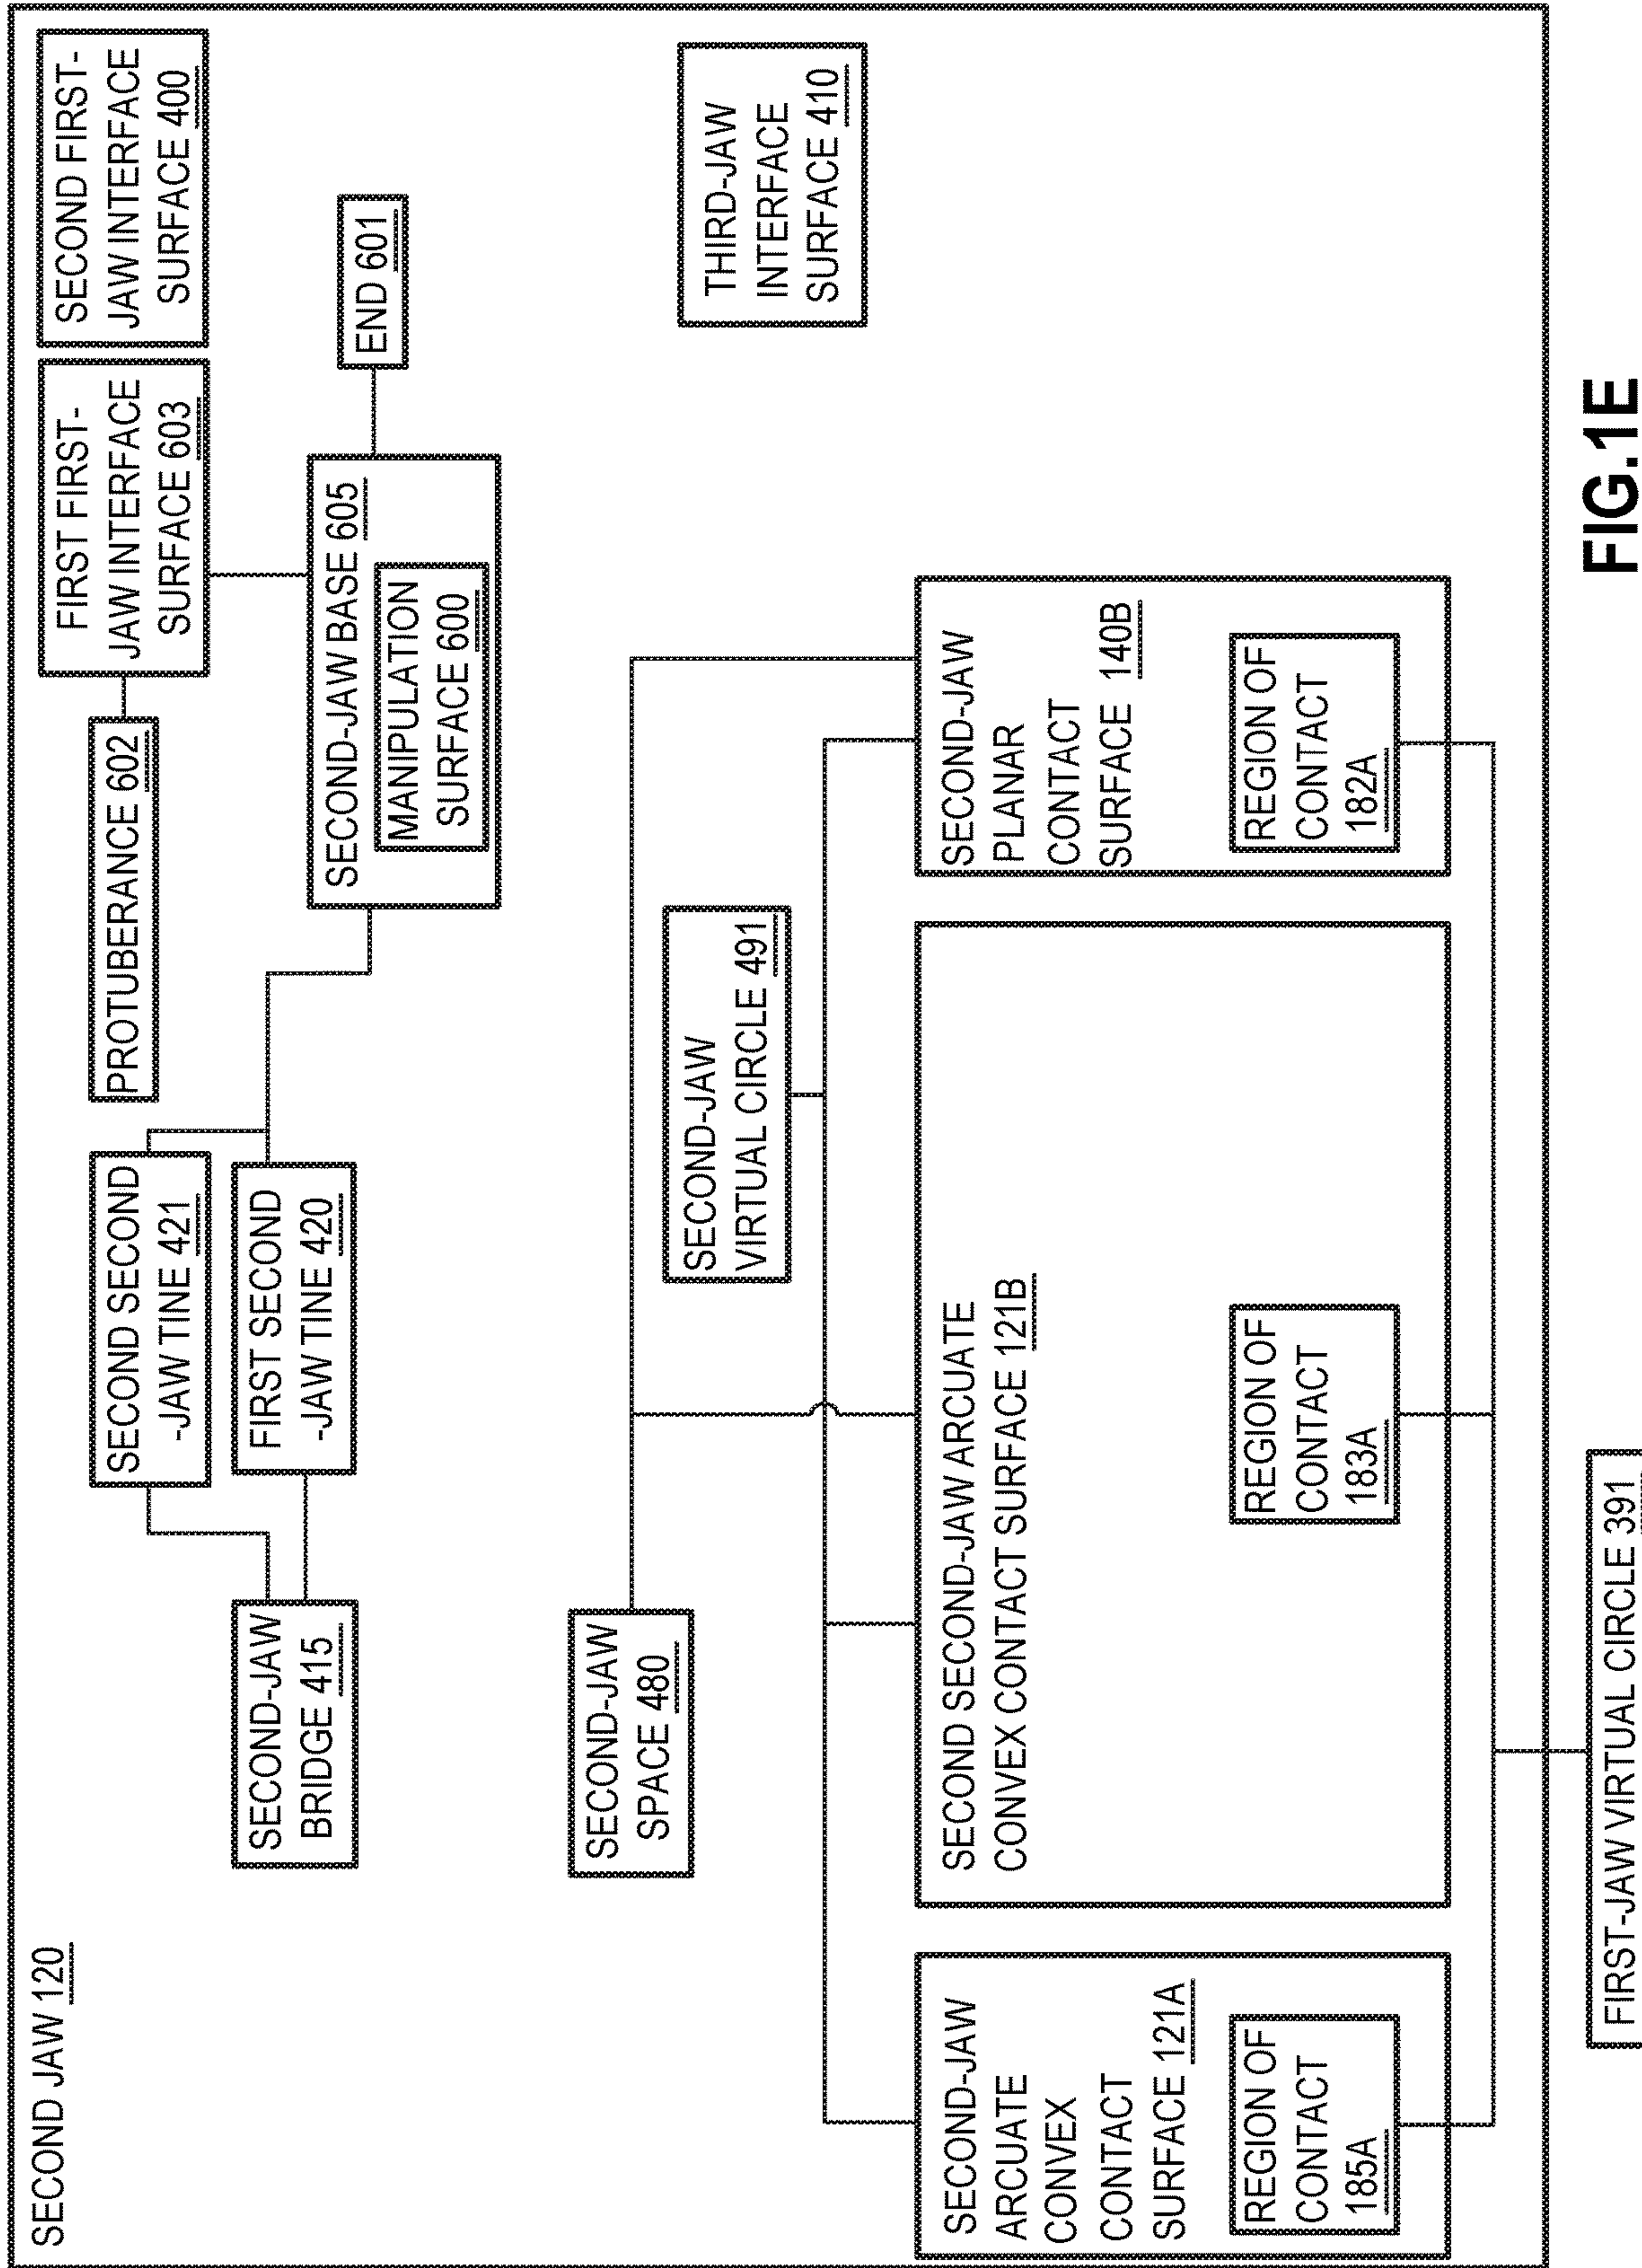 SECOND JAW 120
SECOND FIRST-
JAW INTERFACE
SURFACE 400
FIRST FIRST-
JAW INTERFACE
SURFACE 603
PROTUBERANCE 602
SECOND SECOND
-JAW TINE 421
FIRST SECOND
-JAW TINE 420
SECOND-JAW
BRIDGE 415
SECOND-JAW BASE 605
MANIPULATION
SURFACE 600
END 601
SECOND-JAW
SPACE 480
SECOND-JAW
VIRTUAL CIRCLE 491
THIRD-JAW
INTERFACE
SURFACE 410
SECOND-JAW
ARCUATE
CONVEX
CONTACT
SURFACE 121A
REGION OF
CONTACT
185A
SECOND SECOND-JAW ARCUATE
CONVEX CONTACT SURFACE 121B
REGION OF
CONTACT
183A
SECOND-JAW
PLANAR
CONTACT
SURFACE 140B
REGION OF
CONTACT
182A
FIRST-JAW VIRTUAL CIRCLE 391
FIG.1E